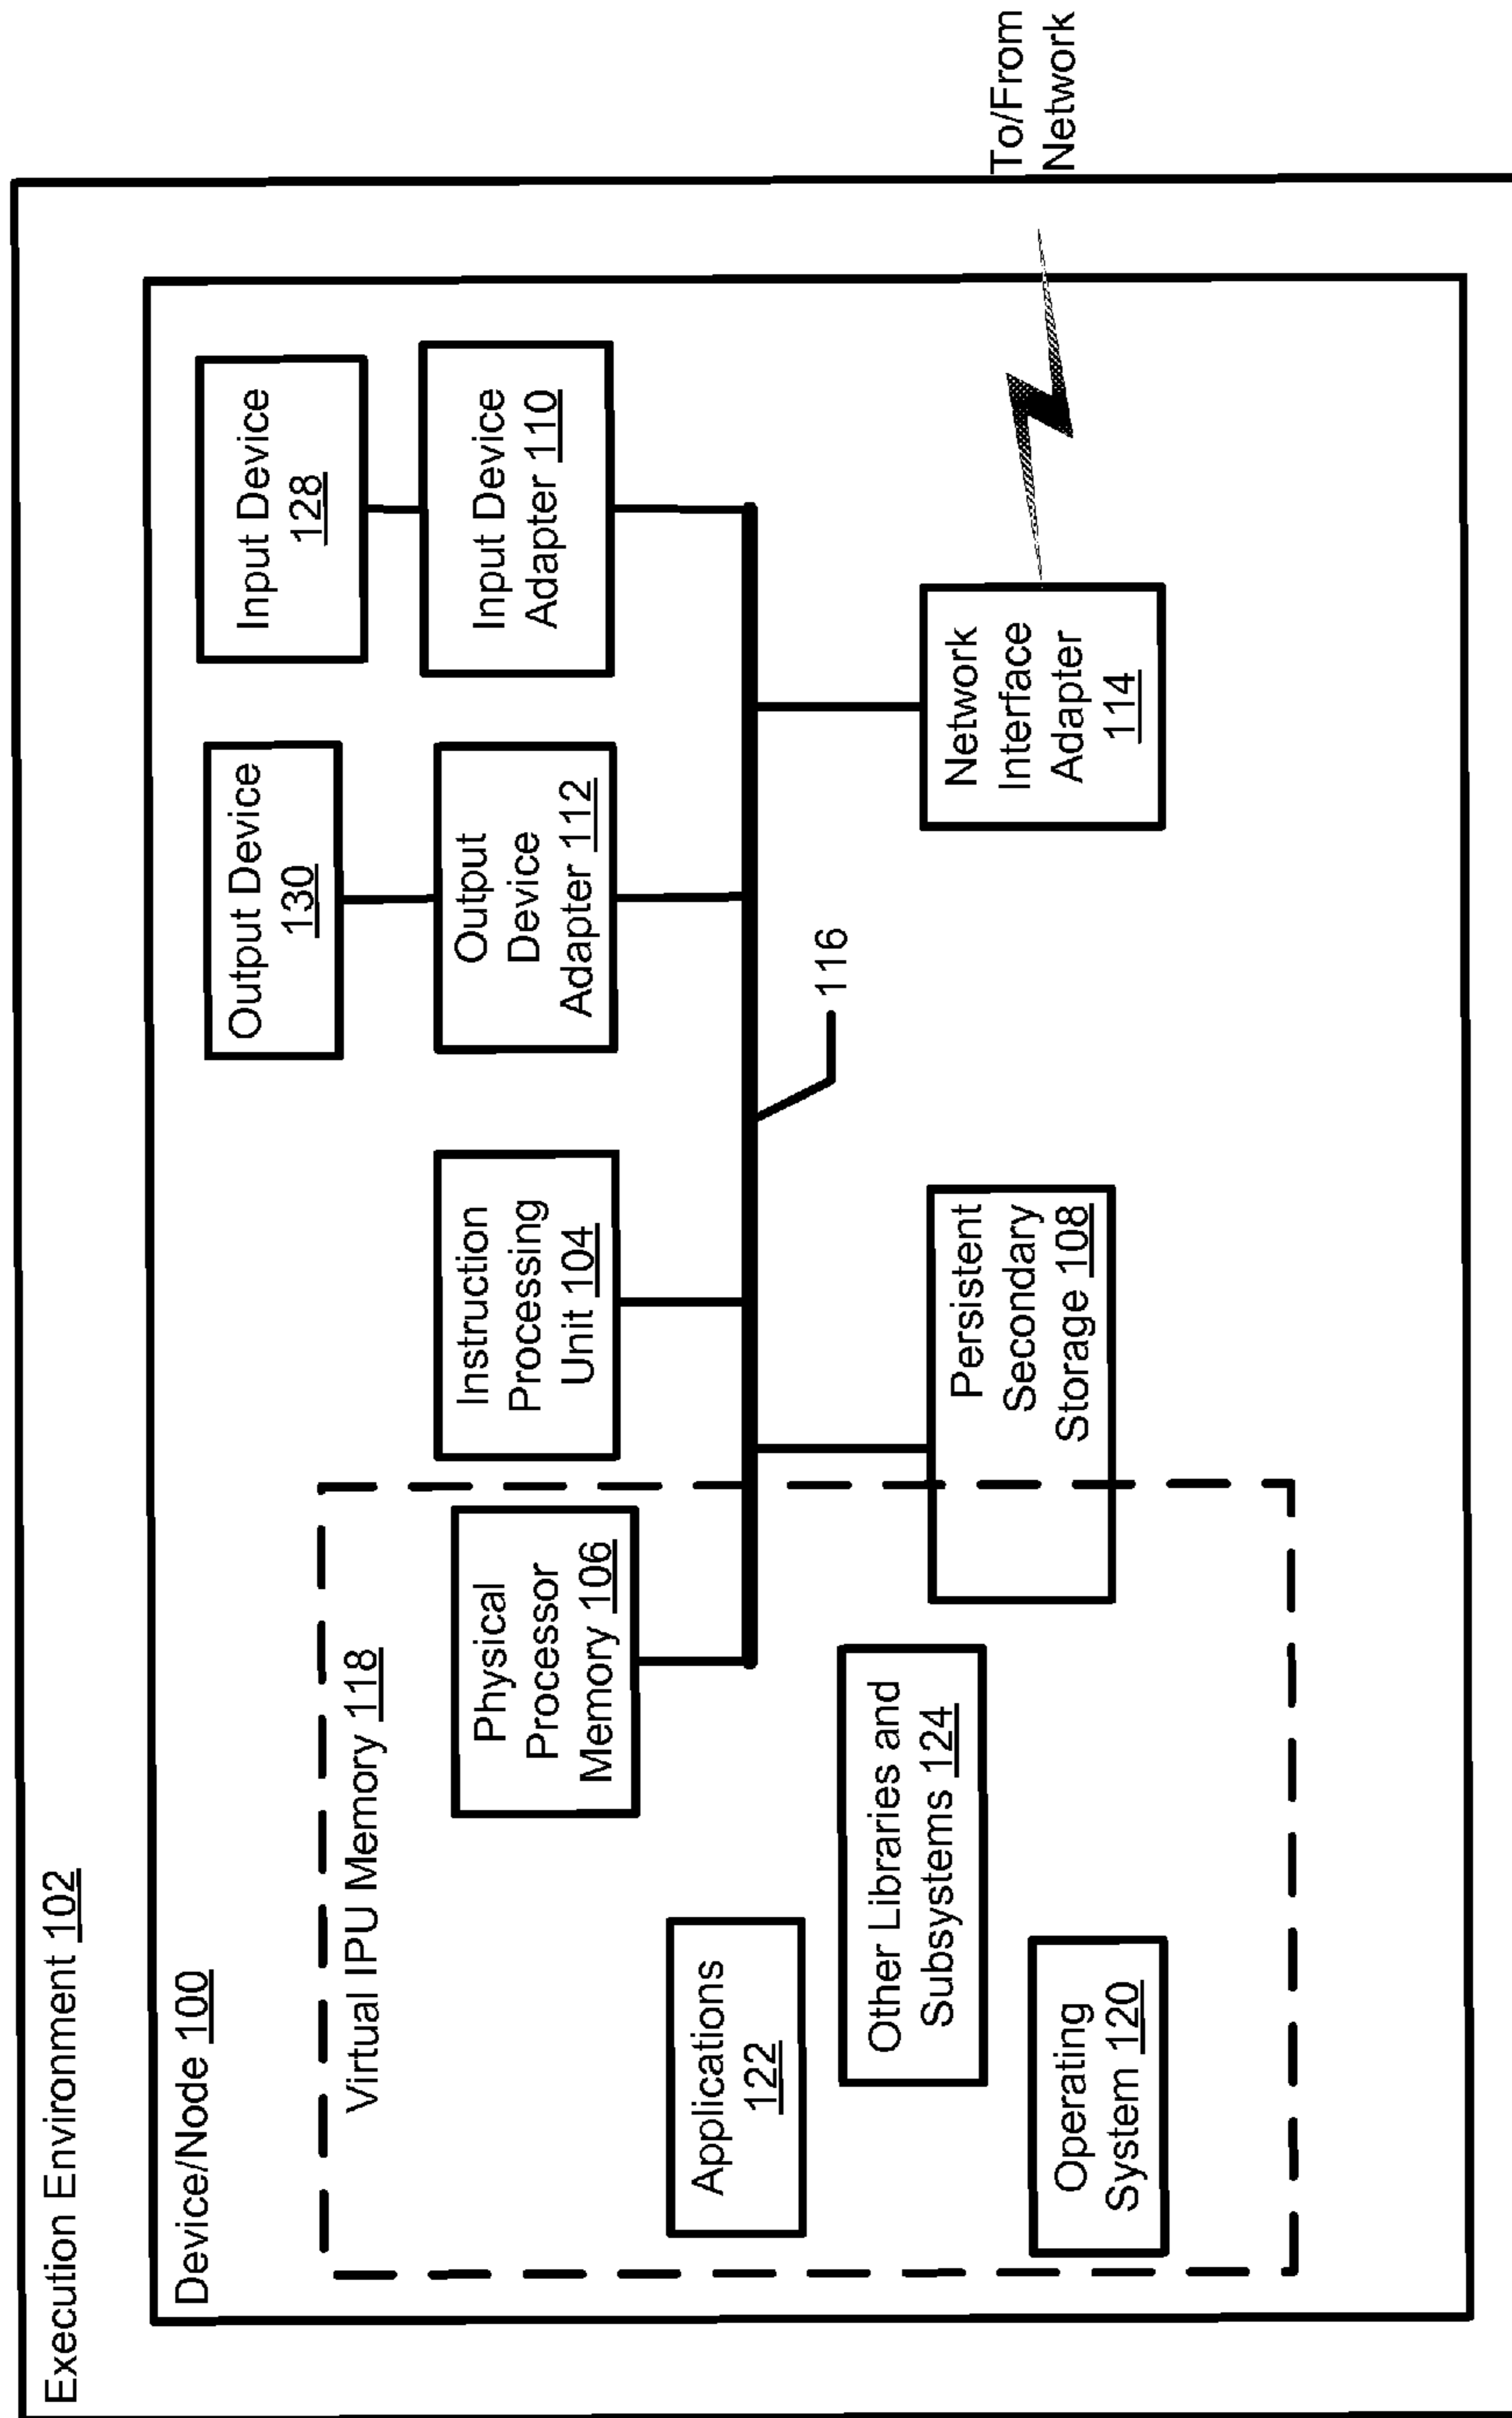 Execution Environment 102
Device/Node 100
Virtual IPU Memory 118
Physical
Processor
Memory 106
Instruction
Processing
Unit 104
Output Device
130
Output
Device
Adapter 112
Input Device
128
Input Device
Adapter 110
Applications
122
Other Libraries and
Subsystems 124
Operating
System 120
Persistent
Secondary
Storage 108
116
Network
Interface
Adapter
114
To/From
Network